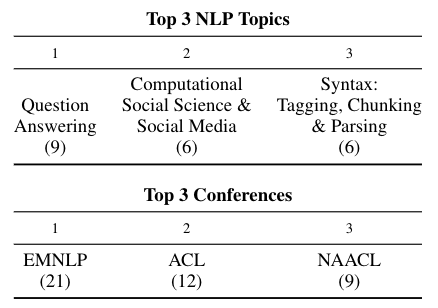 Top 3 NLP Topics
1 2 3
Computational Syntax:
Question Social Science & Tagging, Chunking
Answering Social Media & Parsing
(9) (6) (6)
Top 3 Conferences
1 2 3
EMNLP ACL NAACL
(21) (12) (9)